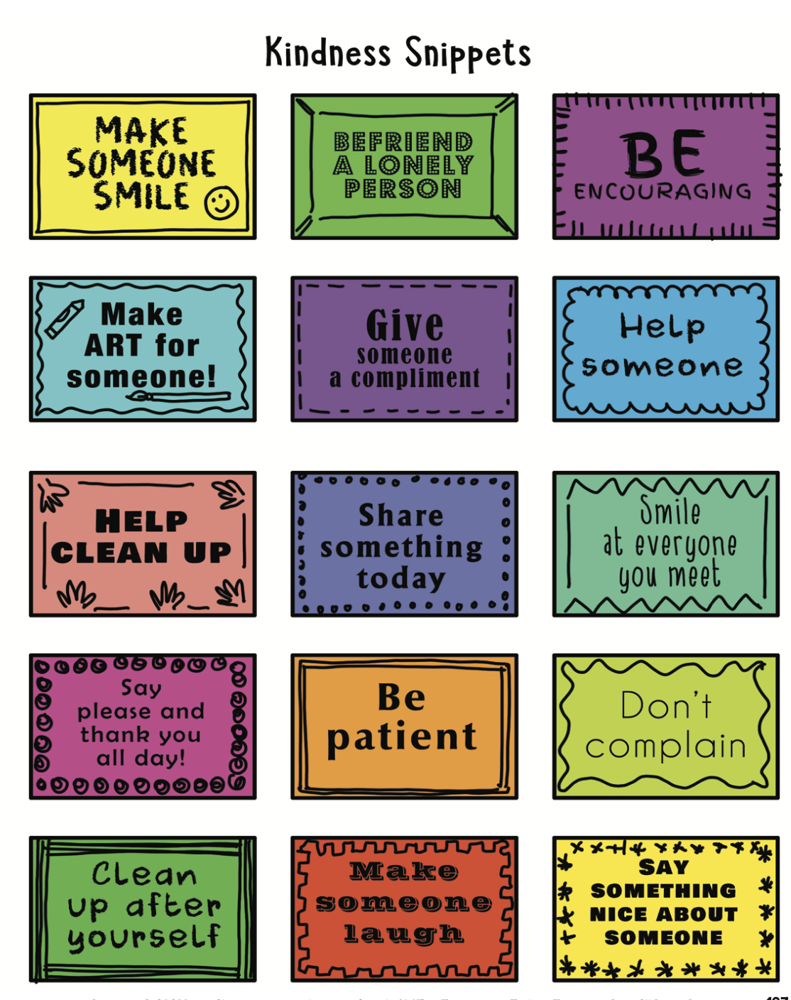 Kindness Snippets
MAKE
SOMEONE
SMILE
BEFRIEND
A LONELY
PERSON
BE
ENCOURAGING
Make
ART for
someone!
Give
someone
a compliment
Help
someone
HELP
CLEAN UP
Share
something
today
Smile
at everyone
you meet
Say
please and
thank you
all day!
Be
patient
Don't
complain
Clean
up after
yourself
Make
someone
laugh
SAY
SOMETHING
NICE ABOUT
SOMEONE